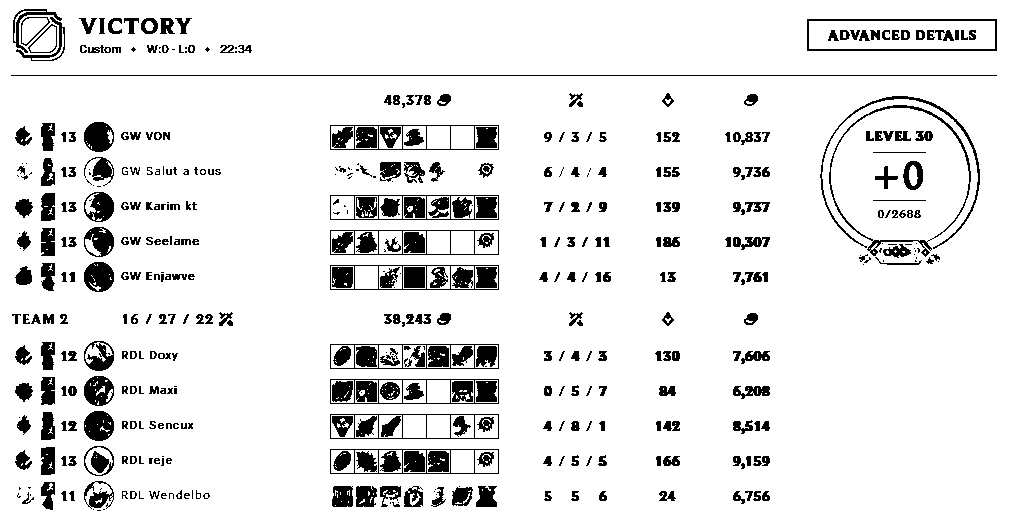 VICTORY
Custom • W:0 - L:0 • 22:34
ADVANCED DETAILS
48,378
13 GW VON 9 / 3 / 5 152 10,837
13 GW Salut a tous 6 / 4 / 4 155 9,736
13 GW Karim kt 7 / 2 / 9 139 9,737
13 GW Seelame 1 / 3 / 11 186 10,307
11 GW Enjawve 4 / 4 / 16 13 7,761
LEVEL 30
+0
0/2688
TEAM 2 16 / 27 / 22 38,243
12 RDL Doxy 3 / 4 / 3 130 7,606
10 RDL Maxi 0 / 5 / 7 84 6,208
12 RDL Sencux 4 / 8 / 1 142 8,514
13 RDL reje 4 / 5 / 5 166 9,159
11 RDL Wendelbo 5 5 6 24 6,756